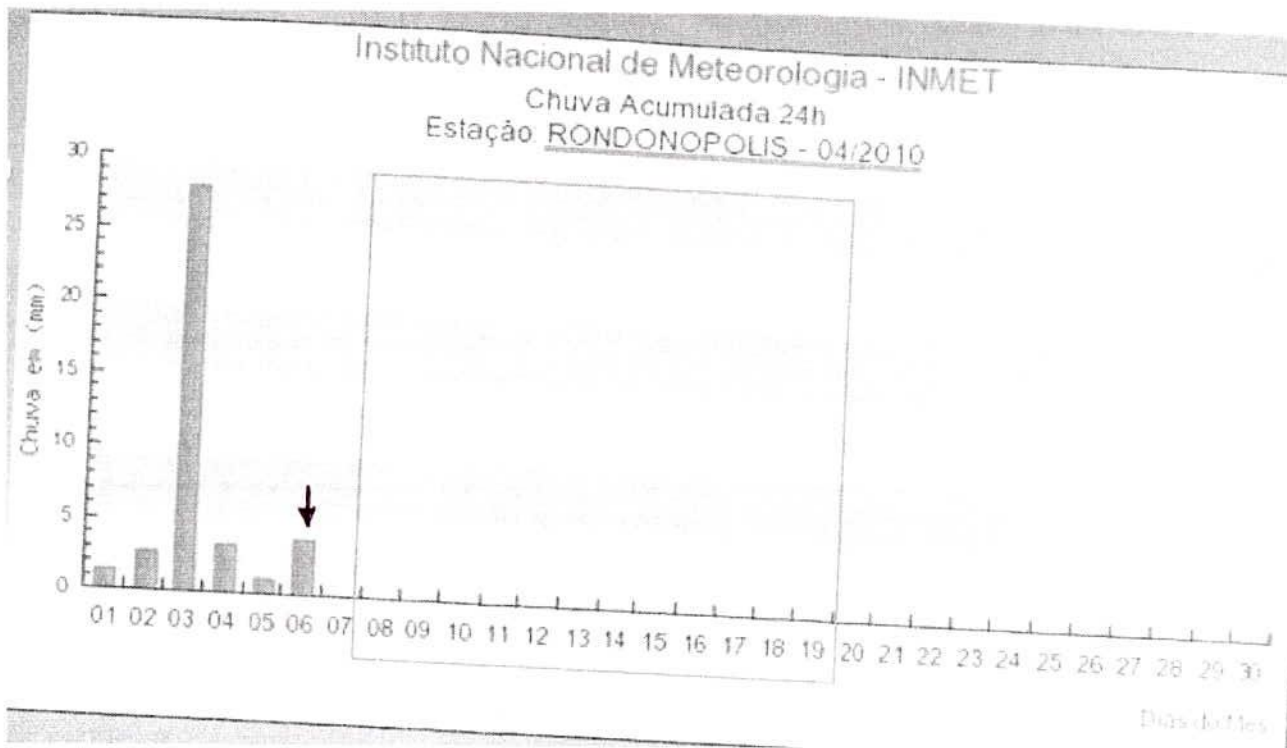 Instituto Nacional de Meteorologia - INMET
Chuva Acumulada 24h
Estação: RONDONOPOLIS - 04/2010
Chuva em (mm)
30
25
20
15
10
5
0
01 02 03 04 05 06 07 08 09 10 11 12 13 14 15 16 17 18 19 20 21 22 23 24 25 26 27 28 29 30
Dias do Mes